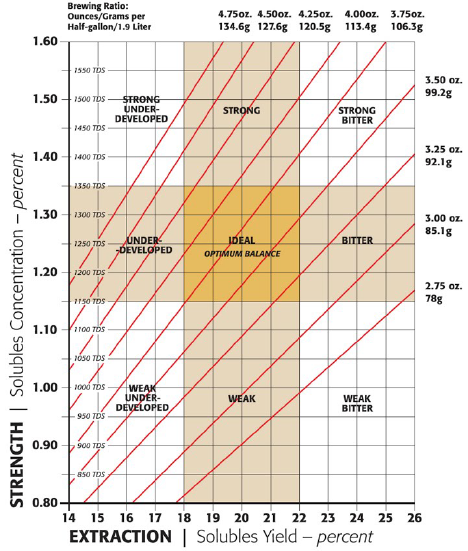 Brewing Ratio:
Ounces/Grams per
Half-gallon/1.9 Liter
4.75oz. 4.50oz. 4.25oz. 4.00oz. 3.75oz.
134.6g 127.6g 120.5g 113.4g 106.3g
3.50 oz.
99.2g
3.25 oz.
92.1g
3.00 oz.
85.1g
2.75 oz.
78g
STRENGTH | Solubles Concentration – percent
1.60
1.50
1.40
1.30
1.20
1.10
1.00
0.90
0.80
1550 TDS
1500 TDS
1450 TDS
1400 TDS
1350 TDS
1300 TDS
1250 TDS
1200 TDS
1150 TDS
1100 TDS
1050 TDS
1000 TDS
950 TDS
900 TDS
850 TDS
STRONG
UNDER-
DEVELOPED
STRONG
STRONG
BITTER
UNDER-
-DEVELOPED
IDEAL
OPTIMUM BALANCE
BITTER
WEAK
UNDER-
DEVELOPED
WEAK
WEAK
BITTER
14 15 16 17 18 19 20 21 22 23 24 25 26
EXTRACTION | Solubles Yield – percent